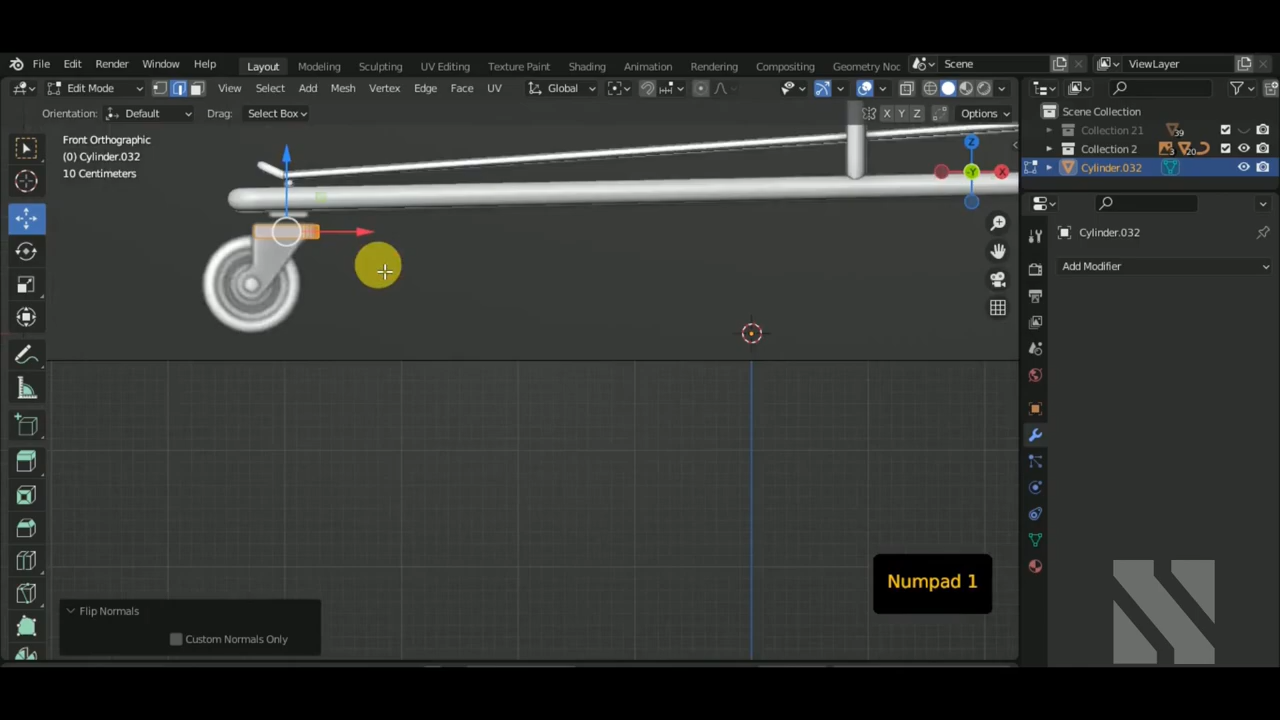 File Edit Render Window Help Layout Modeling Sculpting UV Editing Texture Paint Shading Animation Rendering Compositing Geometry Noc Scene ViewLayer
Edit Mode View Select Add Mesh Vertex Edge Face UV Global
Orientation: Default Drag: Select Box X Y Z Options
Scene Collection
Collection 21 39
Collection 2 3 20
Cylinder.032
Front Orthographic
(0) Cylinder.032
10 Centimeters
Z
X
-Y
Cylinder.032
Add Modifier
Numpad 1
Flip Normals
Custom Normals Only